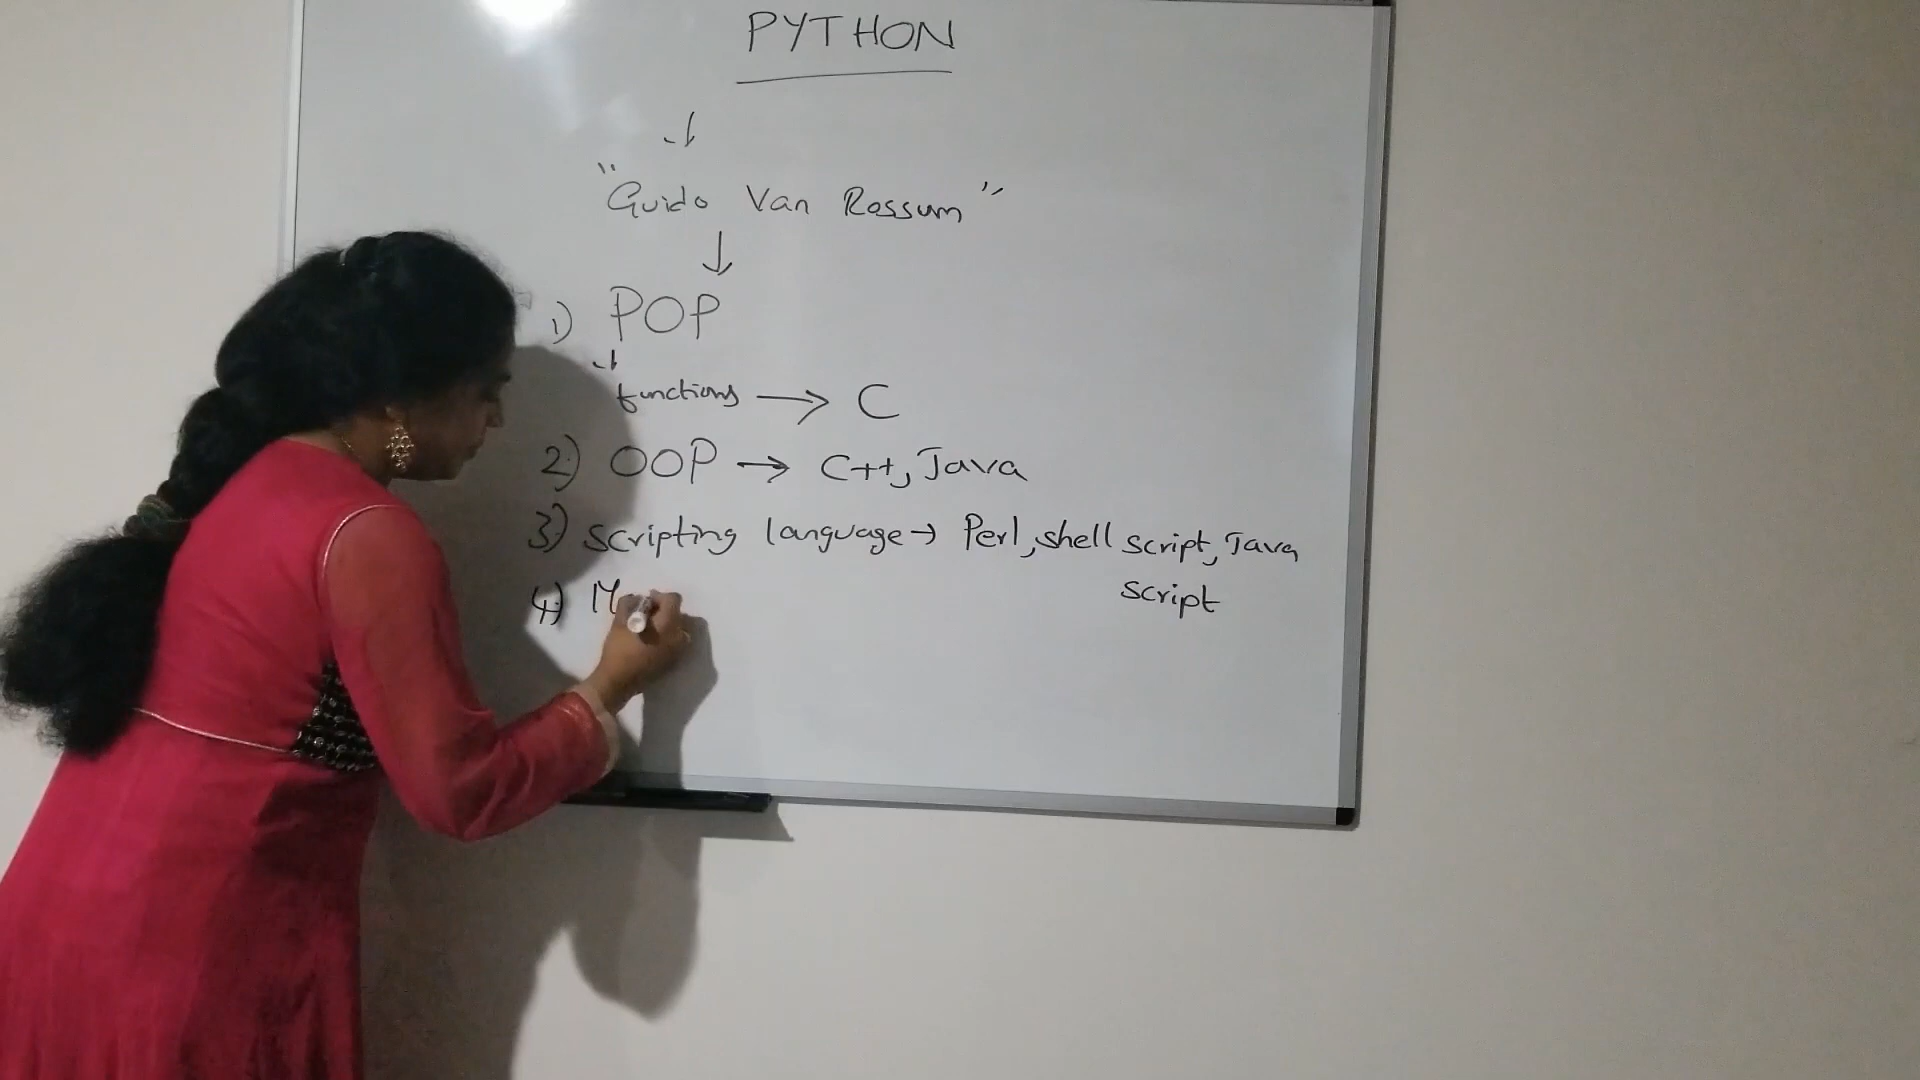 PYTHON
"Guido Van Rossum"
1) POP
functions → C
2) OOP → C++, Java
3) Scripting language → Perl, shell script, Java
script
4) M